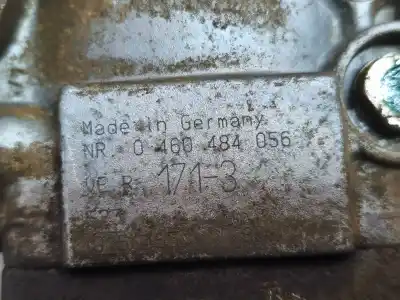 Made in Germany
NR. 0 460 484 056
VE R 171-3